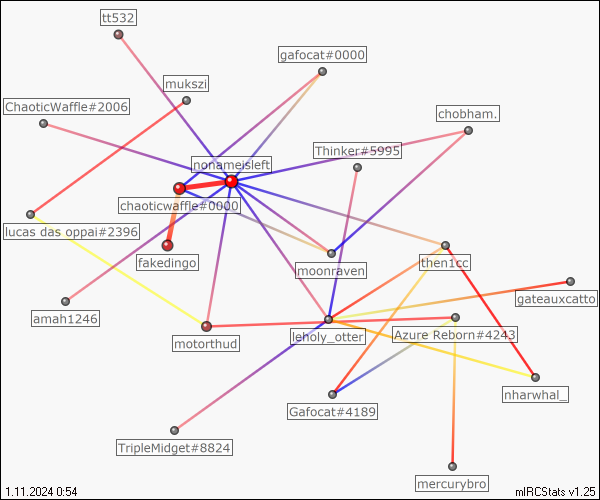 tt532
gafocat#0000
mukszi
ChaoticWaffle#2006
chobham.
Thinker#5995
nonameisleft
chaoticwaffle#0000
lucas das oppai#2396
fakedingo
moonraven
then1cc
gateauxcatto
amah1246
motorthud
leholy_otter
Azure Reborn#4243
nharwhal_
Gafocat#4189
TripleMidget#8824
mercurybro
1.11.2024 0:54
mIRCStats v1.25